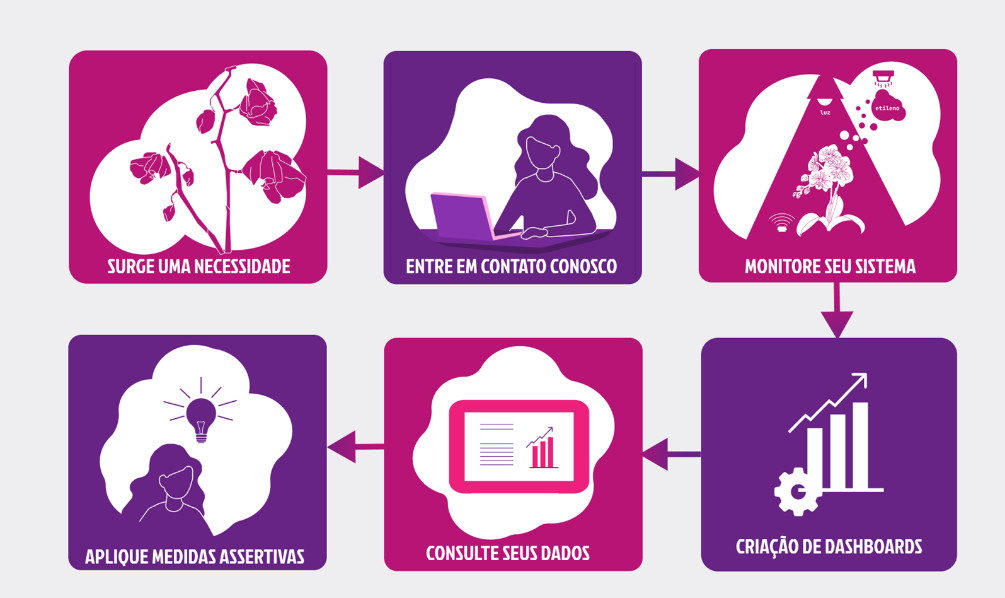 SURGE UMA NECESSIDADE
ENTRE EM CONTATO CONOSCO
luz
etileno
MONITORE SEU SISTEMA
CRIAÇÃO DE DASHBOARDS
CONSULTE SEUS DADOS
APLIQUE MEDIDAS ASSERTIVAS